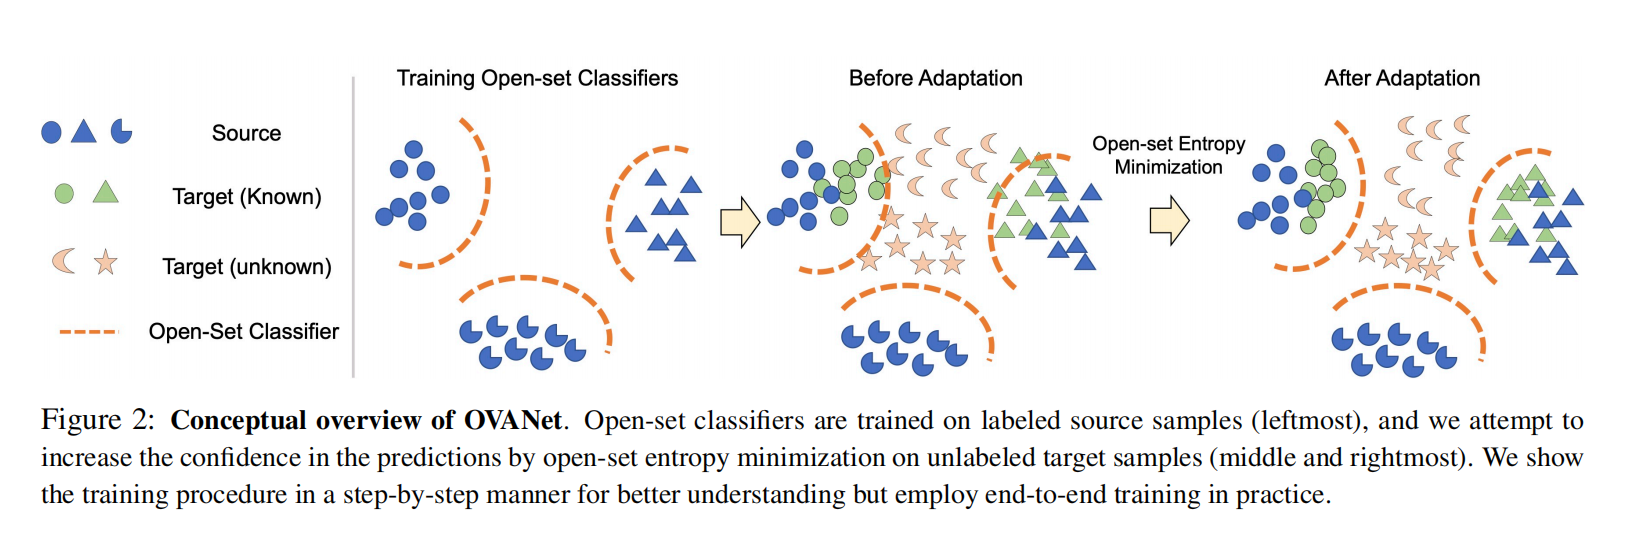 Training Open-set Classifiers
Before Adaptation
After Adaptation
Source
Target (Known)
Target (unknown)
Open-Set Classifier
Open-set Entropy
Minimization
Figure 2: Conceptual overview of OVANet. Open-set classifiers are trained on labeled source samples (leftmost), and we attempt to
increase the confidence in the predictions by open-set entropy minimization on unlabeled target samples (middle and rightmost). We show
the training procedure in a step-by-step manner for better understanding but employ end-to-end training in practice.